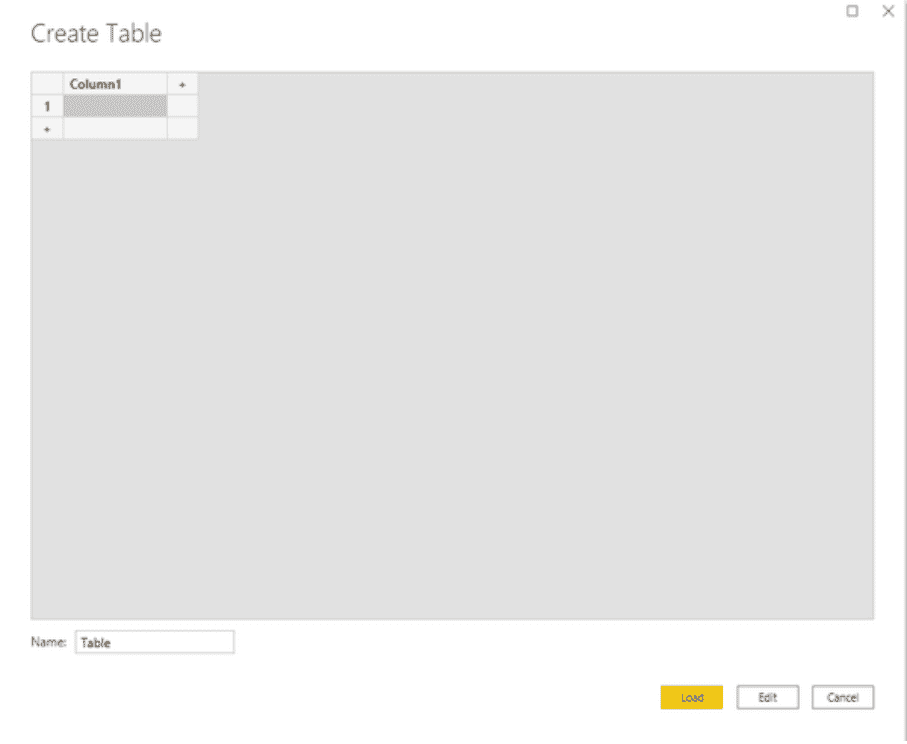 Create Table
Column1 +
1
+
Name: Table
Load Edit Cancel